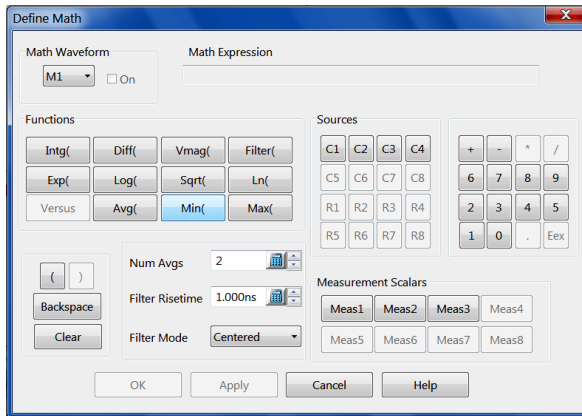 Define Math
Math Waveform
Math Expression
M1
On
Functions
Intg( Diff( Vmag( Filter(
Exp( Log( Sqrt( Ln(
Versus Avg( Min( Max(
Sources
C1 C2 C3 C4
C5 C6 C7 C8
R1 R2 R3 R4
R5 R6 R7 R8
+ - * /
6 7 8 9
2 3 4 5
1 0 . Eex
( )
Backspace
Clear
Num Avgs 2
Filter Risetime 1.000ns
Filter Mode Centered
Measurement Scalars
Meas1 Meas2 Meas3 Meas4
Meas5 Meas6 Meas7 Meas8
OK Apply Cancel Help